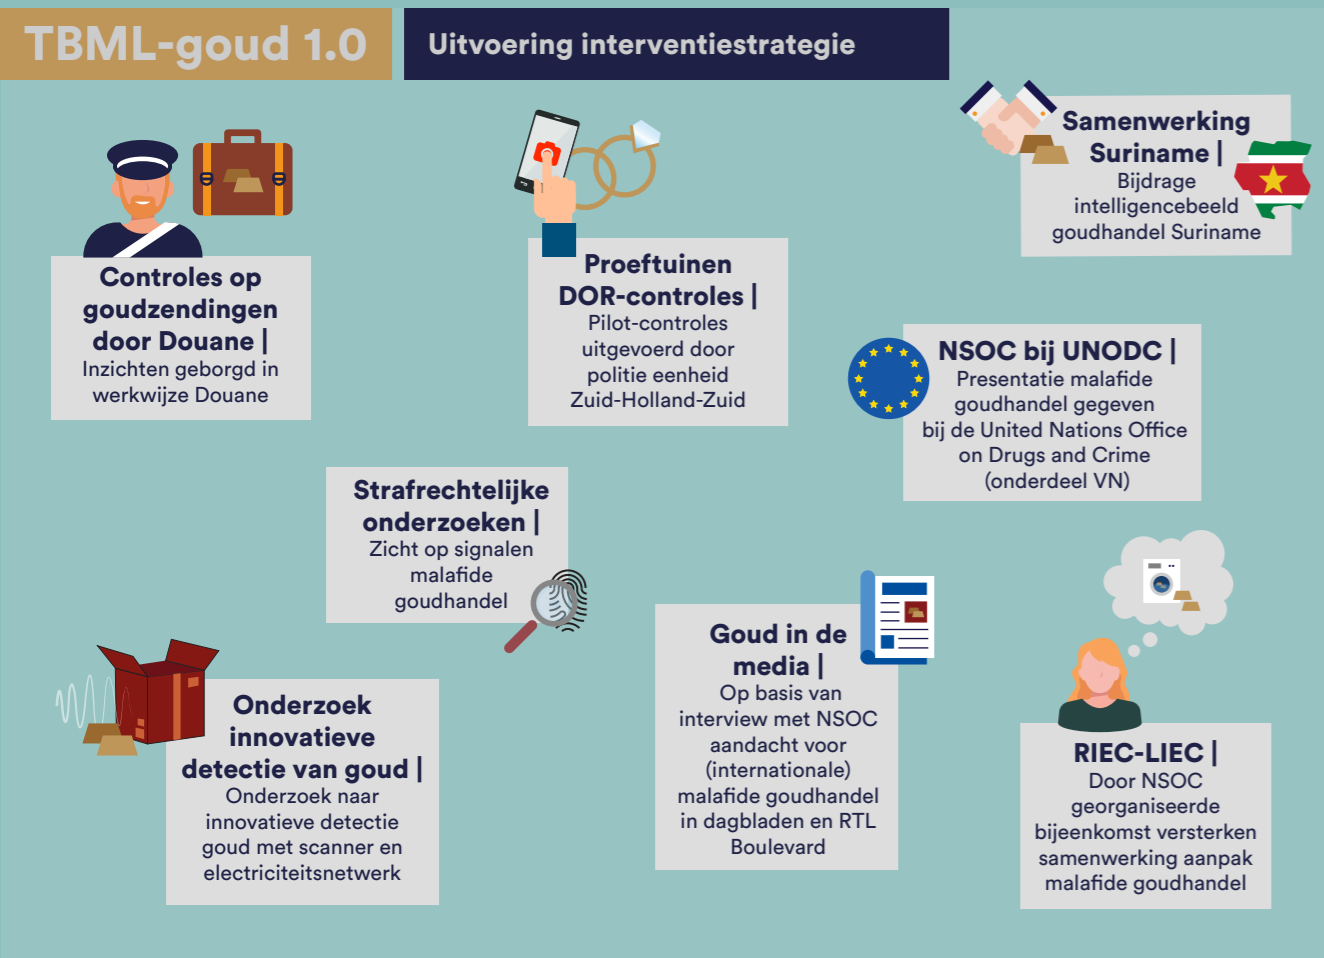 TBML-goud 1.0
Uitvoering interventiestrategie
Controles op
goudzendingen
door Douane |
Inzichten geborgd in
werkwijze Douane
Proeftuinen
DOR-controles |
Pilot-controles
uitgevoerd door
politie eenheid
Zuid-Holland-Zuid
Samenwerking
Suriname |
Bijdrage
intelligencebeeld
goudhandel Suriname
NSOC bij UNODC |
Presentatie malafide
goudhandel gegeven
bij de United Nations Office
on Drugs and Crime
(onderdeel VN)
Strafrechtelijke
onderzoeken |
Zicht op signalen
malafide
goudhandel
Onderzoek
innovatieve
detectie van goud |
Onderzoek naar
innovatieve detectie
goud met scanner en
electriciteitsnetwerk
Goud in de
media |
Op basis van
interview met NSOC
aandacht voor
(internationale)
malafide goudhandel
in dagbladen en RTL
Boulevard
RIEC-LIEC |
Door NSOC
georganiseerde
bijeenkomst versterken
samenwerking aanpak
malafide goudhandel